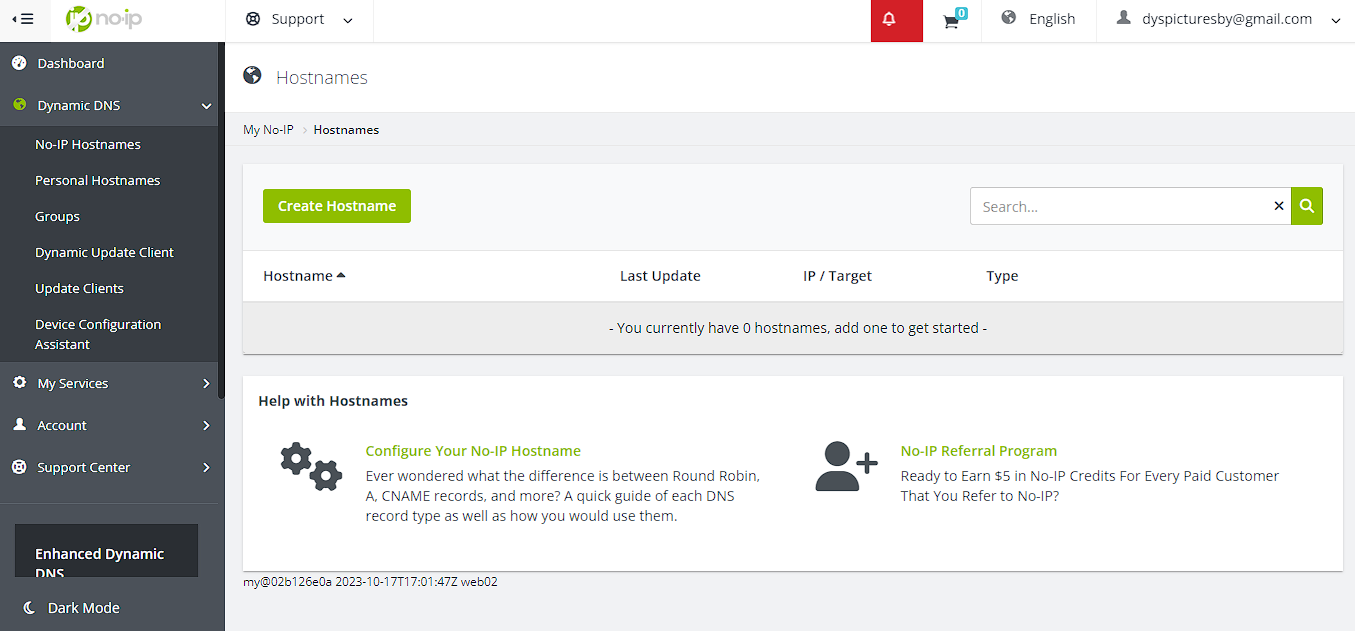 no-ip
Support
0
English
dyspicturesby@gmail.com
Dashboard
Dynamic DNS
No-IP Hostnames
Personal Hostnames
Groups
Dynamic Update Client
Update Clients
Device Configuration
Assistant
My Services
Account
Support Center
Enhanced Dynamic
DNS
Dark Mode
Hostnames
My No-IP > Hostnames
Create Hostname
Search...
Hostname Last Update IP / Target Type
- You currently have 0 hostnames, add one to get started -
Help with Hostnames
Configure Your No-IP Hostname
Ever wondered what the difference is between Round Robin,
A, CNAME records, and more? A quick guide of each DNS
record type as well as how you would use them.
No-IP Referral Program
Ready to Earn $5 in No-IP Credits For Every Paid Customer
That You Refer to No-IP?
my@02b126e0a 2023-10-17T17:01:47Z web02